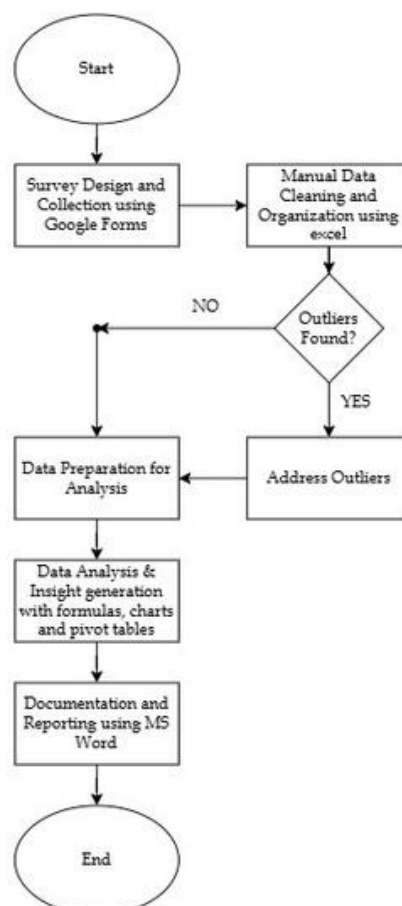 Start
Survey Design and
Collection using
Google Forms
Manual Data
Cleaning and
Organization using
excel
Outliers
Found?
NO
YES
Data Preparation for
Analysis
Address Outliers
Data Analysis &
Insight generation
with formulas, charts
and pivot tables
Documentation and
Reporting using MS
Word
End